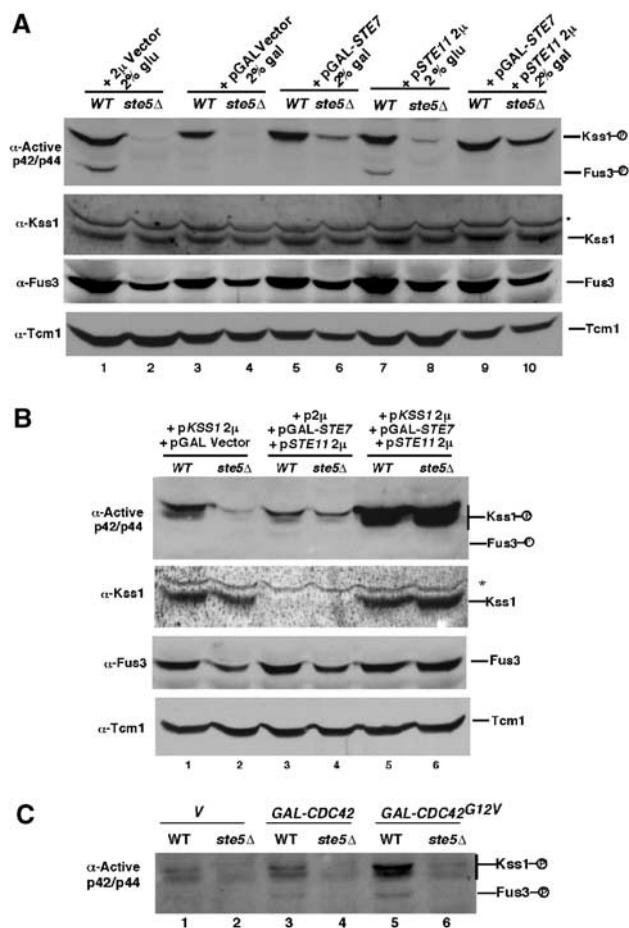 A
+ 2μ Vector
2% glu
+ pGAL Vector
2% gal
+ pGAL-STE7
2% gal
+ pSTE11 2μ
2 % glu
+ pGAL-STE7
+ pSTE11 2μ
2% gal
WT ste5Δ WT ste5Δ WT ste5Δ WT ste5Δ WT ste5Δ
α-Active
p42/p44
Kss1-P
Fus3-P
α-Kss1
*
Kss1
α-Fus3
Fus3
α-Tcm1
Tcm1
1 2 3 4 5 6 7 8 9 10
B
+ pKSS1 2μ
+ pGAL Vector
+ p2μ
+ pGAL-STE7
+ pSTE11 2μ
+ pKSS1 2μ
+ pGAL-STE7
+ pSTE11 2μ
WT ste5Δ WT ste5Δ WT ste5Δ
α-Active
p42/p44
Kss1-P
Fus3-P
α-Kss1
*
Kss1
α-Fus3
Fus3
α-Tcm1
Tcm1
1 2 3 4 5 6
C
V GAL-CDC42 GAL-CDC42G12V
WT ste5Δ WT ste5Δ WT ste5Δ
α-Active
p42/p44
Kss1-P
Fus3-P
1 2 3 4 5 6